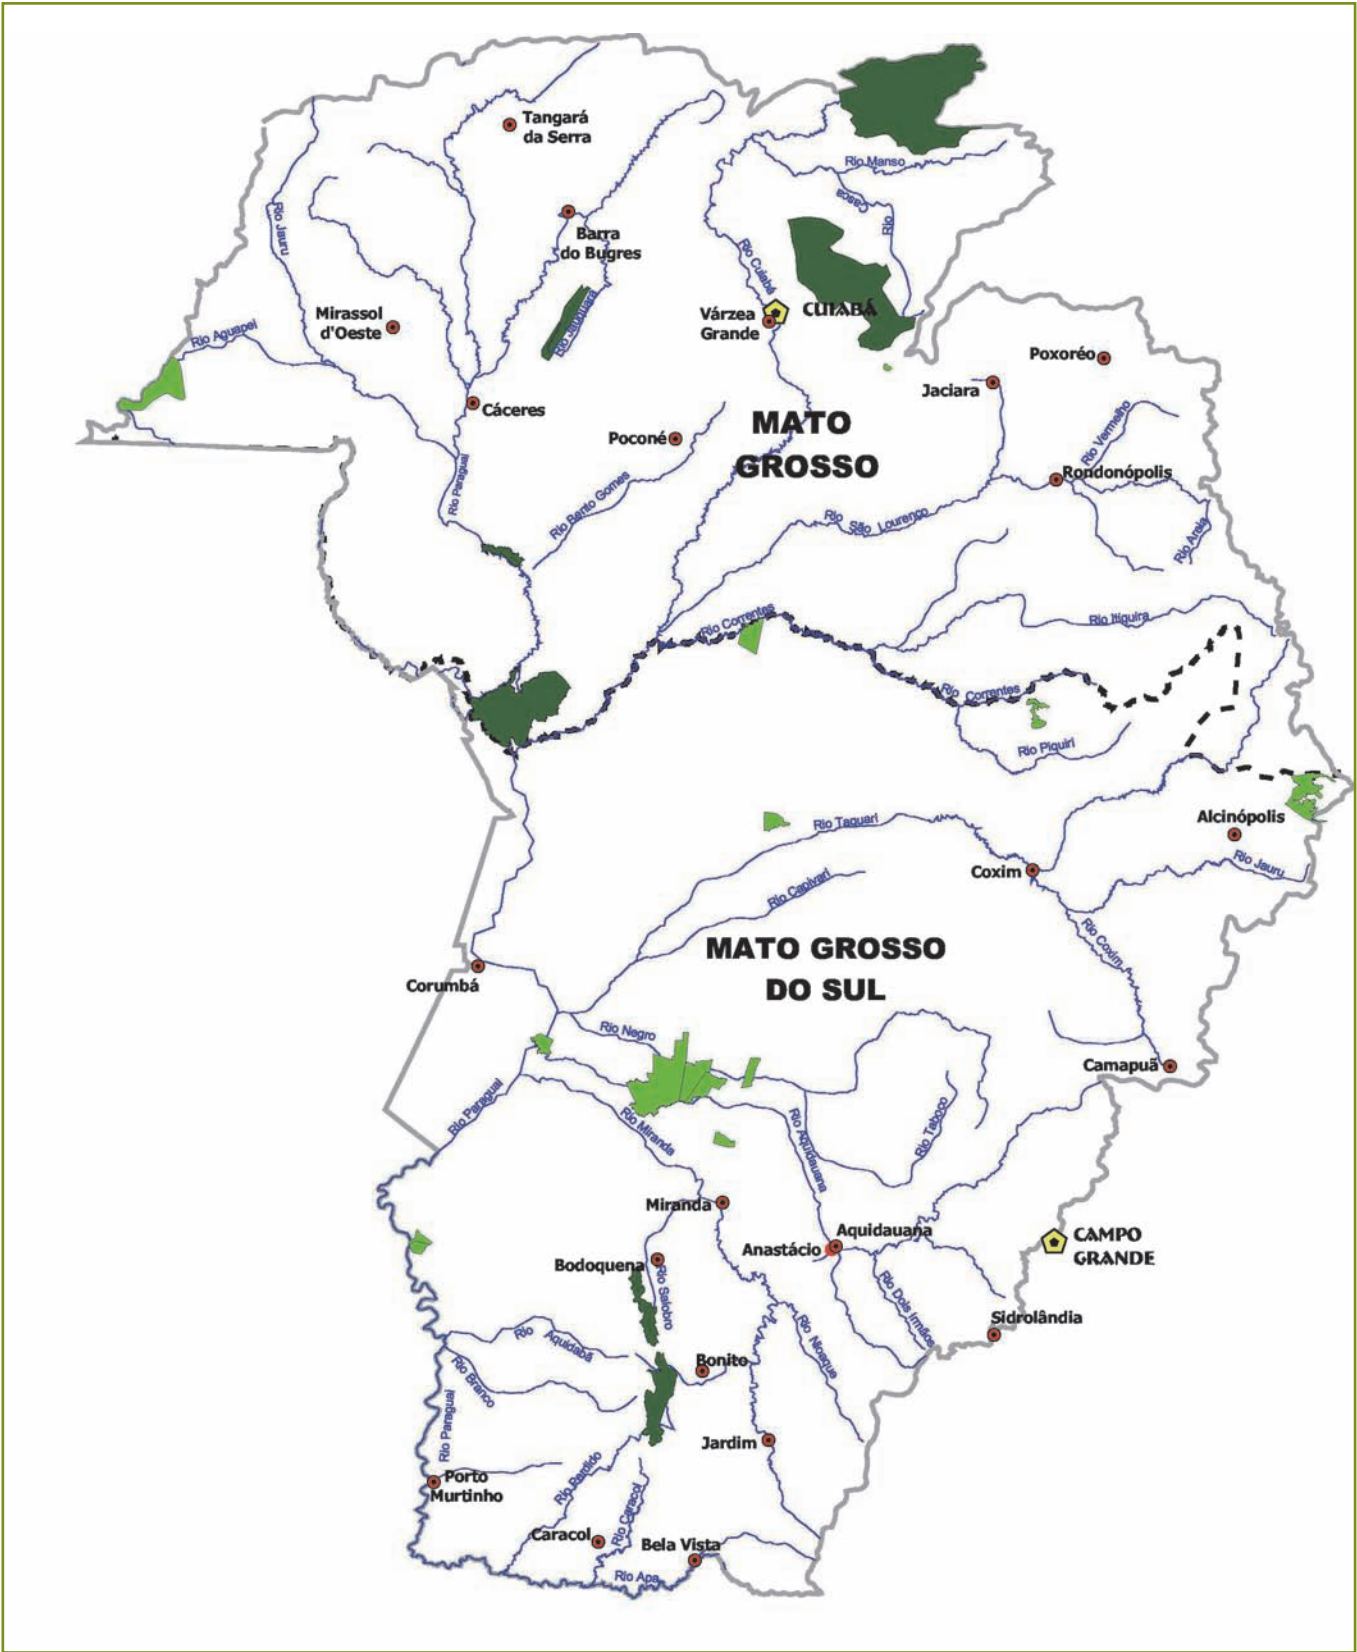 Tangará
da Serra
Rio Manso
Casca
Rio
Rio Jauru
Barra
do Bugres
Rio Cuiabá
Rio Jauquara
Mirassol
d'Oeste
Várzea
Grande
CUIABÁ
Rio Aguapei
Poxoréo
Jaciara
Cáceres
MATO
GROSSO
Poconé
Rio Vermelho
Rondonópolis
Rio Paraguai
Rio Bento Gomes
Rio São Lourenço
Rio Areia
Rio Correntes
Rio Itiquira
Rio Correntes
Rio Piquiri
Alcinópolis
Rio Taquari
Rio Jauru
Coxim
Rio Capivari
Rio Coxim
MATO GROSSO
DO SUL
Corumbá
Rio Negro
Camapuã
Rio Paraguai
Rio Miranda
Rio Aquidauana
Rio Taboco
Miranda
Aquidauana
Anastácio
CAMPO
GRANDE
Bodoquena
Rio Salobro
Rio Dois Irmãos
Sidrolândia
Rio Aquidabã
Rio Nioaque
Bonito
Rio Branco
Rio Paraguai
Jardim
Porto
Murtinho
Rio Perdido
Rio Caracol
Caracol
Bela Vista
Rio Apa